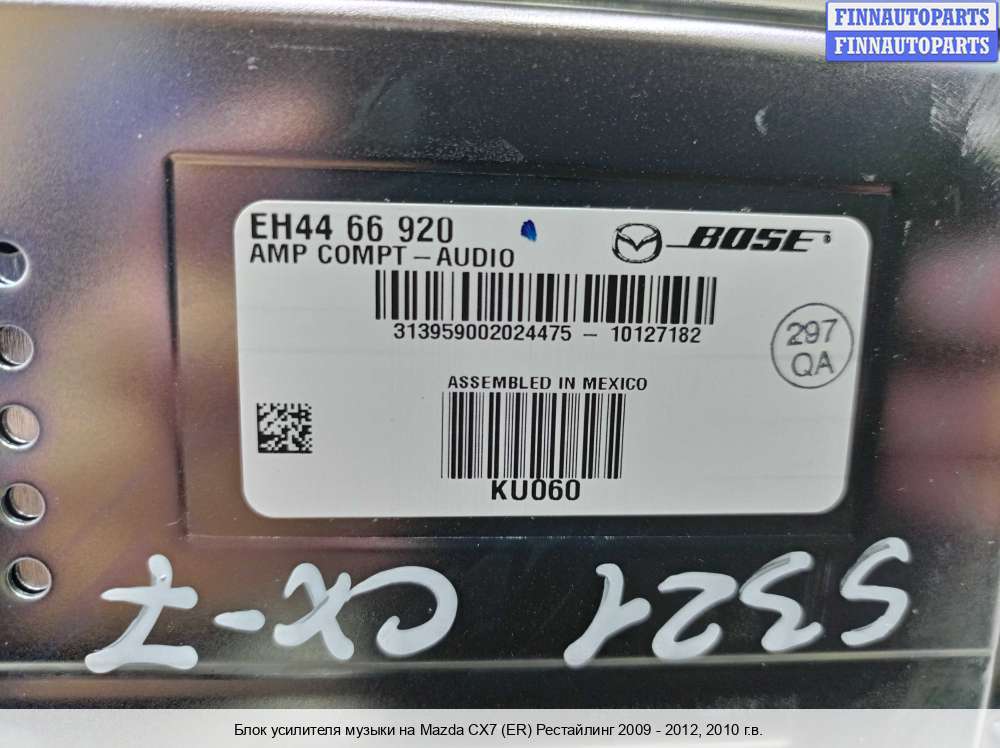 FINNAUTOPARTS
FINNAUTOPARTS
EH44 66 920
AMP COMPT – AUDIO
BOSE®
313959002024475 – 10127182
297
QA
ASSEMBLED IN MEXICO
KU060
5321
CX-7
Блок усилителя музыки на Mazda CX7 (ER) Рестайлинг 2009 - 2012, 2010 г.в.